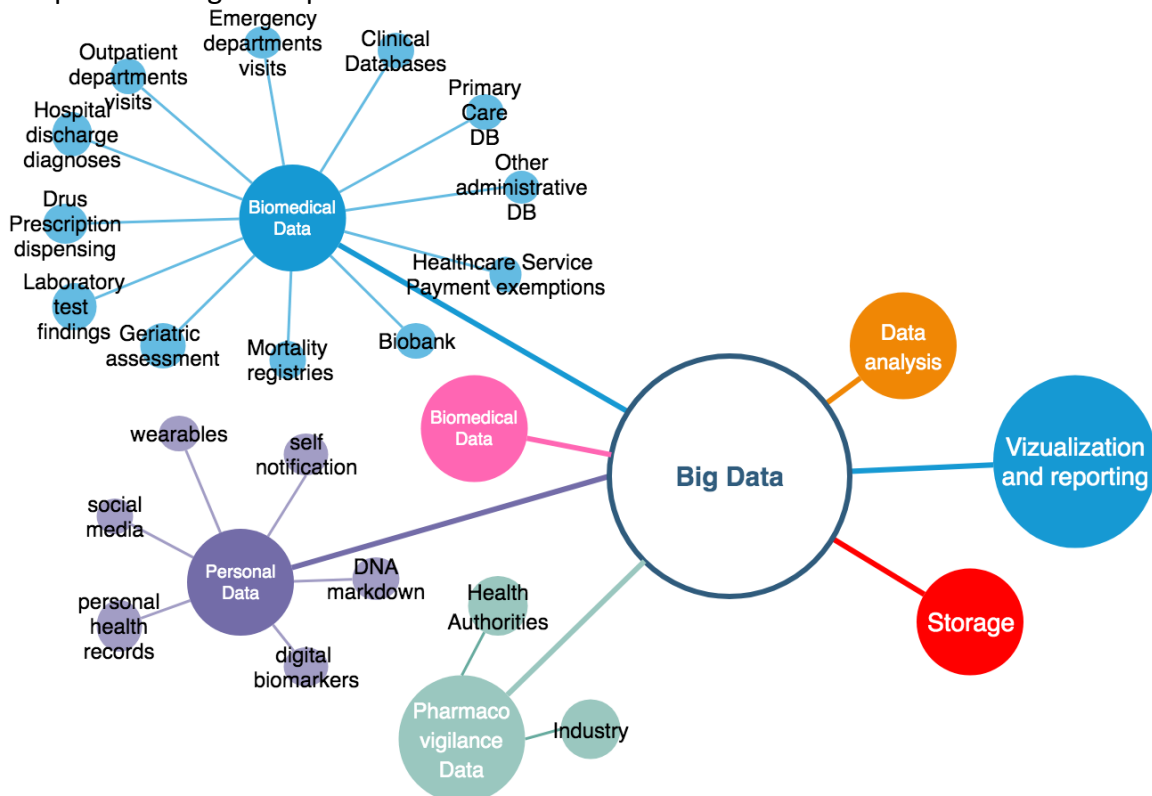 Emergency
departments
visits
Clinical
Databases
Outpatient
departments
visits
Primary
Care
DB
Hospital
discharge
diagnoses
Other
administrative
DB
Biomedical
Data
Drus
Prescription
dispensing
Healthcare Service
Payment exemptions
Laboratory
test
findings
Geriatric
assessment
Mortality
registries
Biobank
Data
analysis
Biomedical
Data
wearables
self
notification
Vizualization
and reporting
Big Data
social
media
Personal
Data
DNA
markdown
personal
health
records
digital
biomarkers
Health
Authorities
Storage
Pharmaco
vigilance
Data
Industry